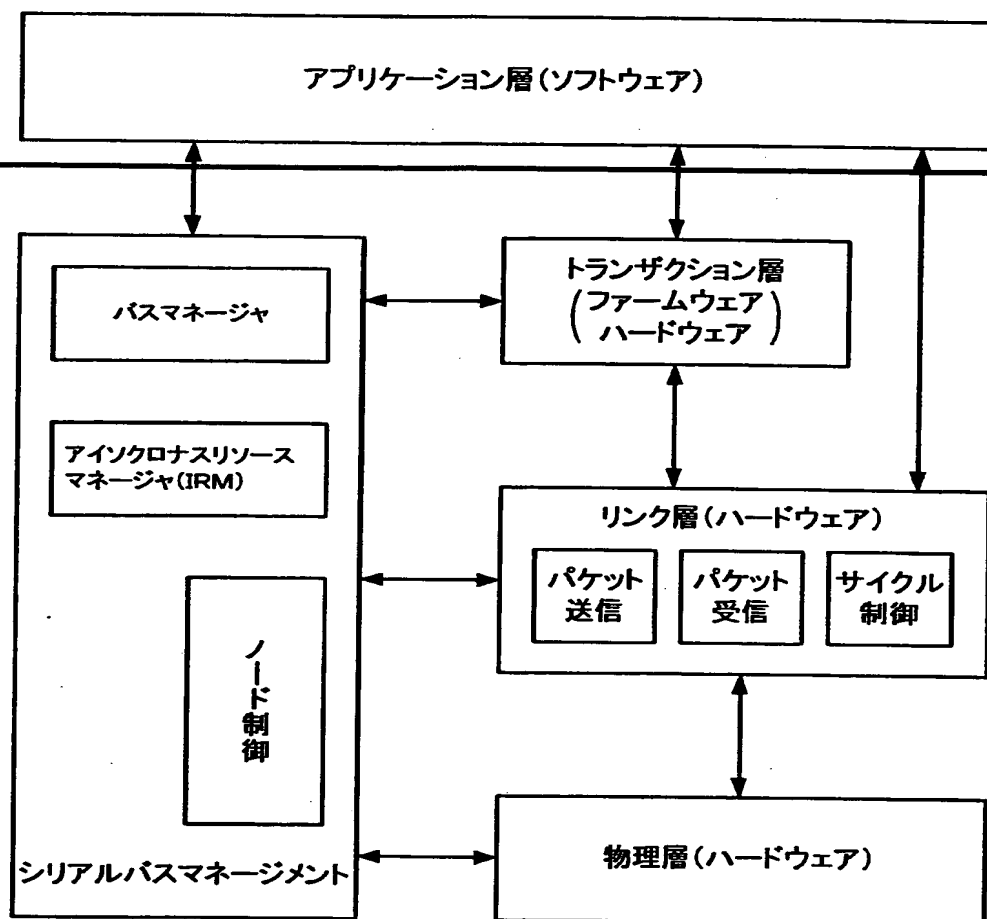 アプリケーション層(ソフトウェア)
トランザクション層
(ファームウェア
ハードウェア)
バスマネージャ
アイソクロナスリソース
マネージャ(IRM)
リンク層(ハードウェア)
パケット
送信
パケット
受信
サイクル
制御
ノード制御
シリアルバスマネージメント
物理層(ハードウェア)